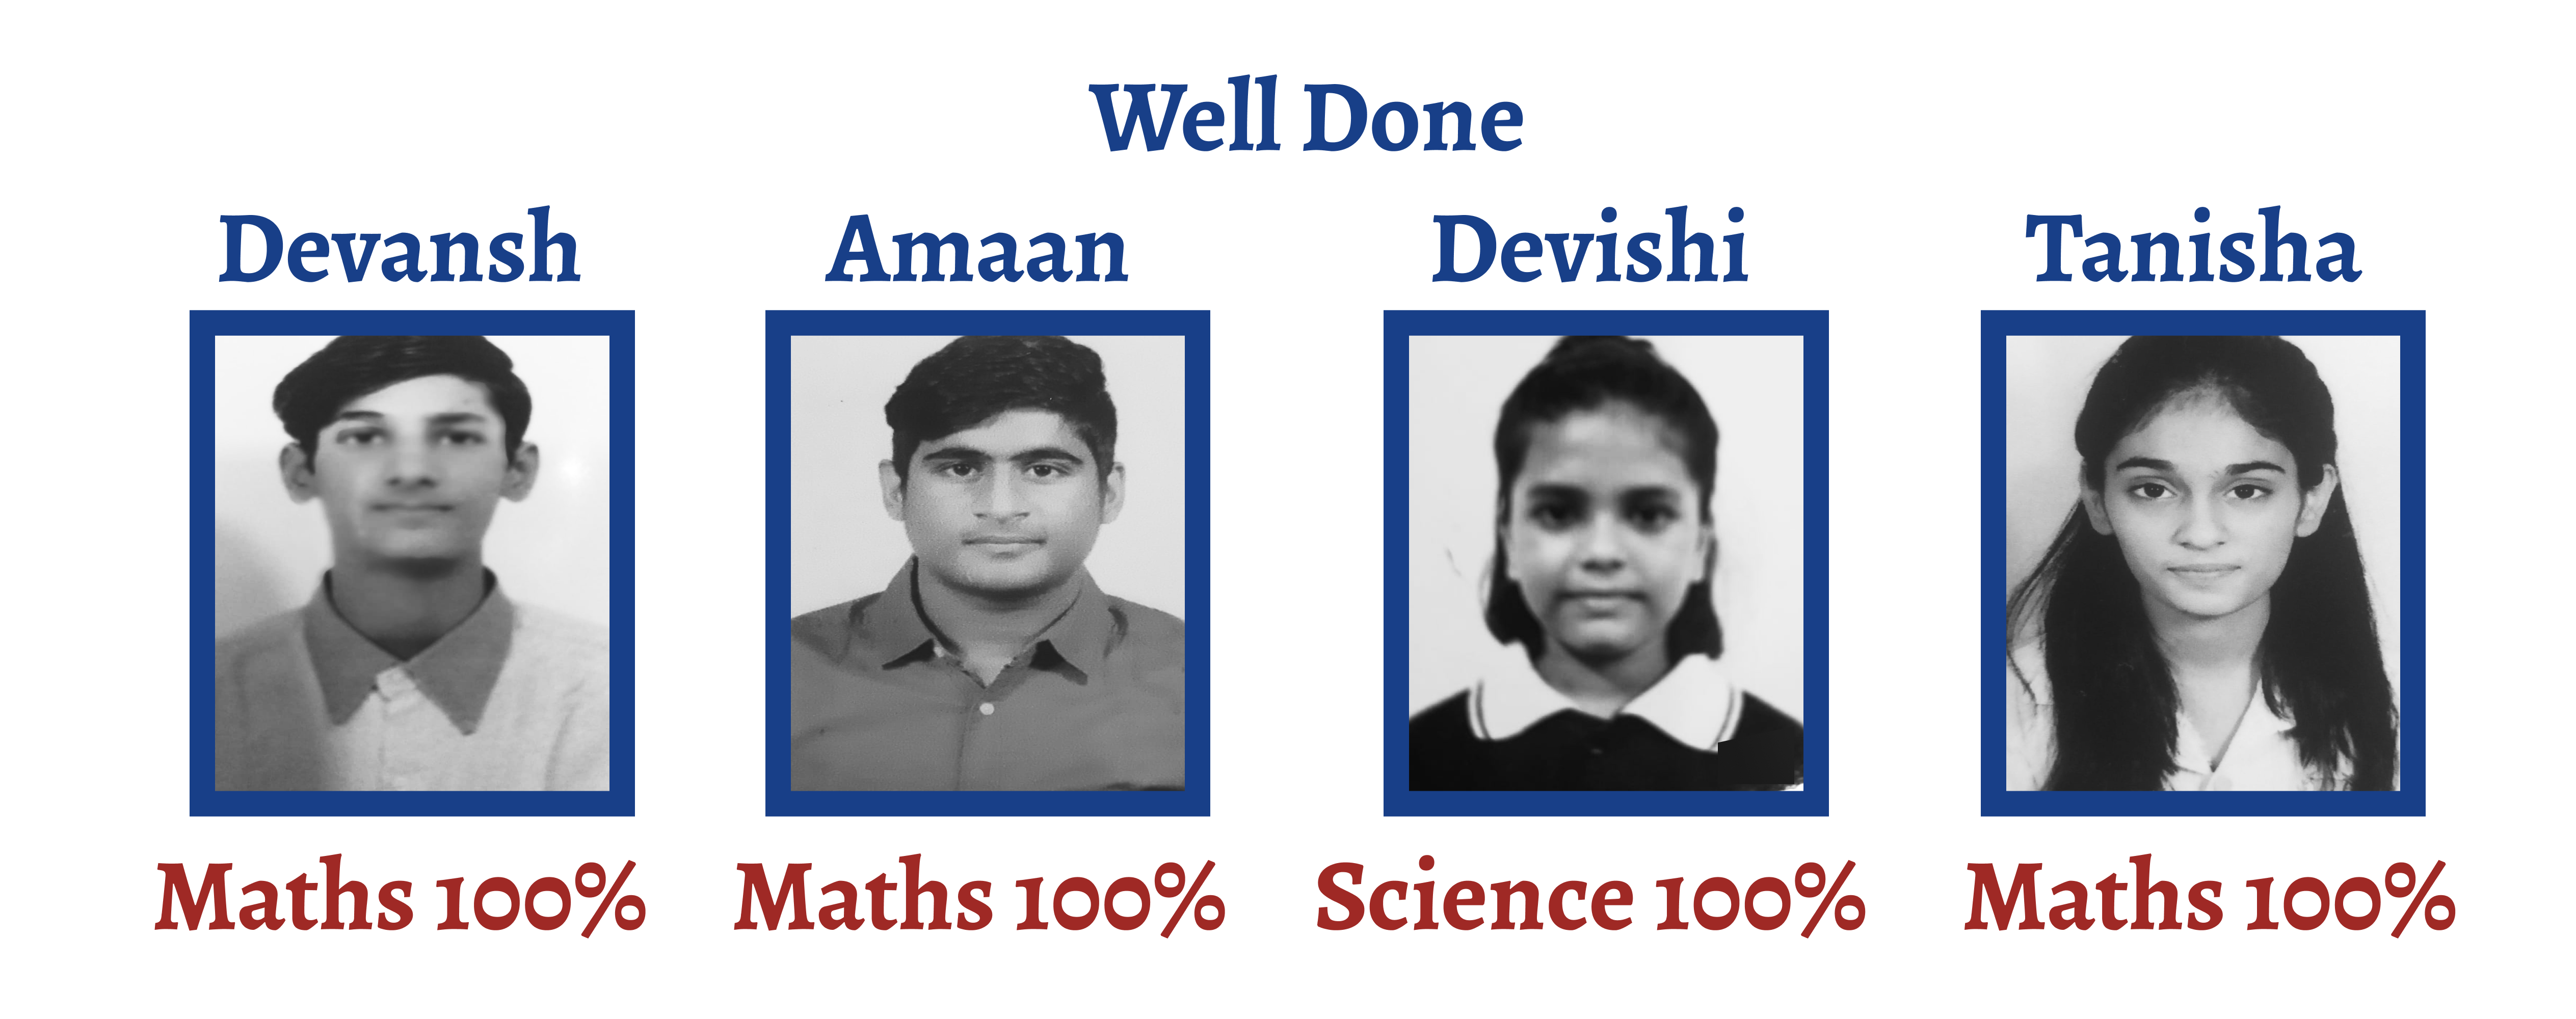 Well Done
Devansh Amaan Devishi Tanisha
Maths 100% Maths 100% Science 100% Maths 100%